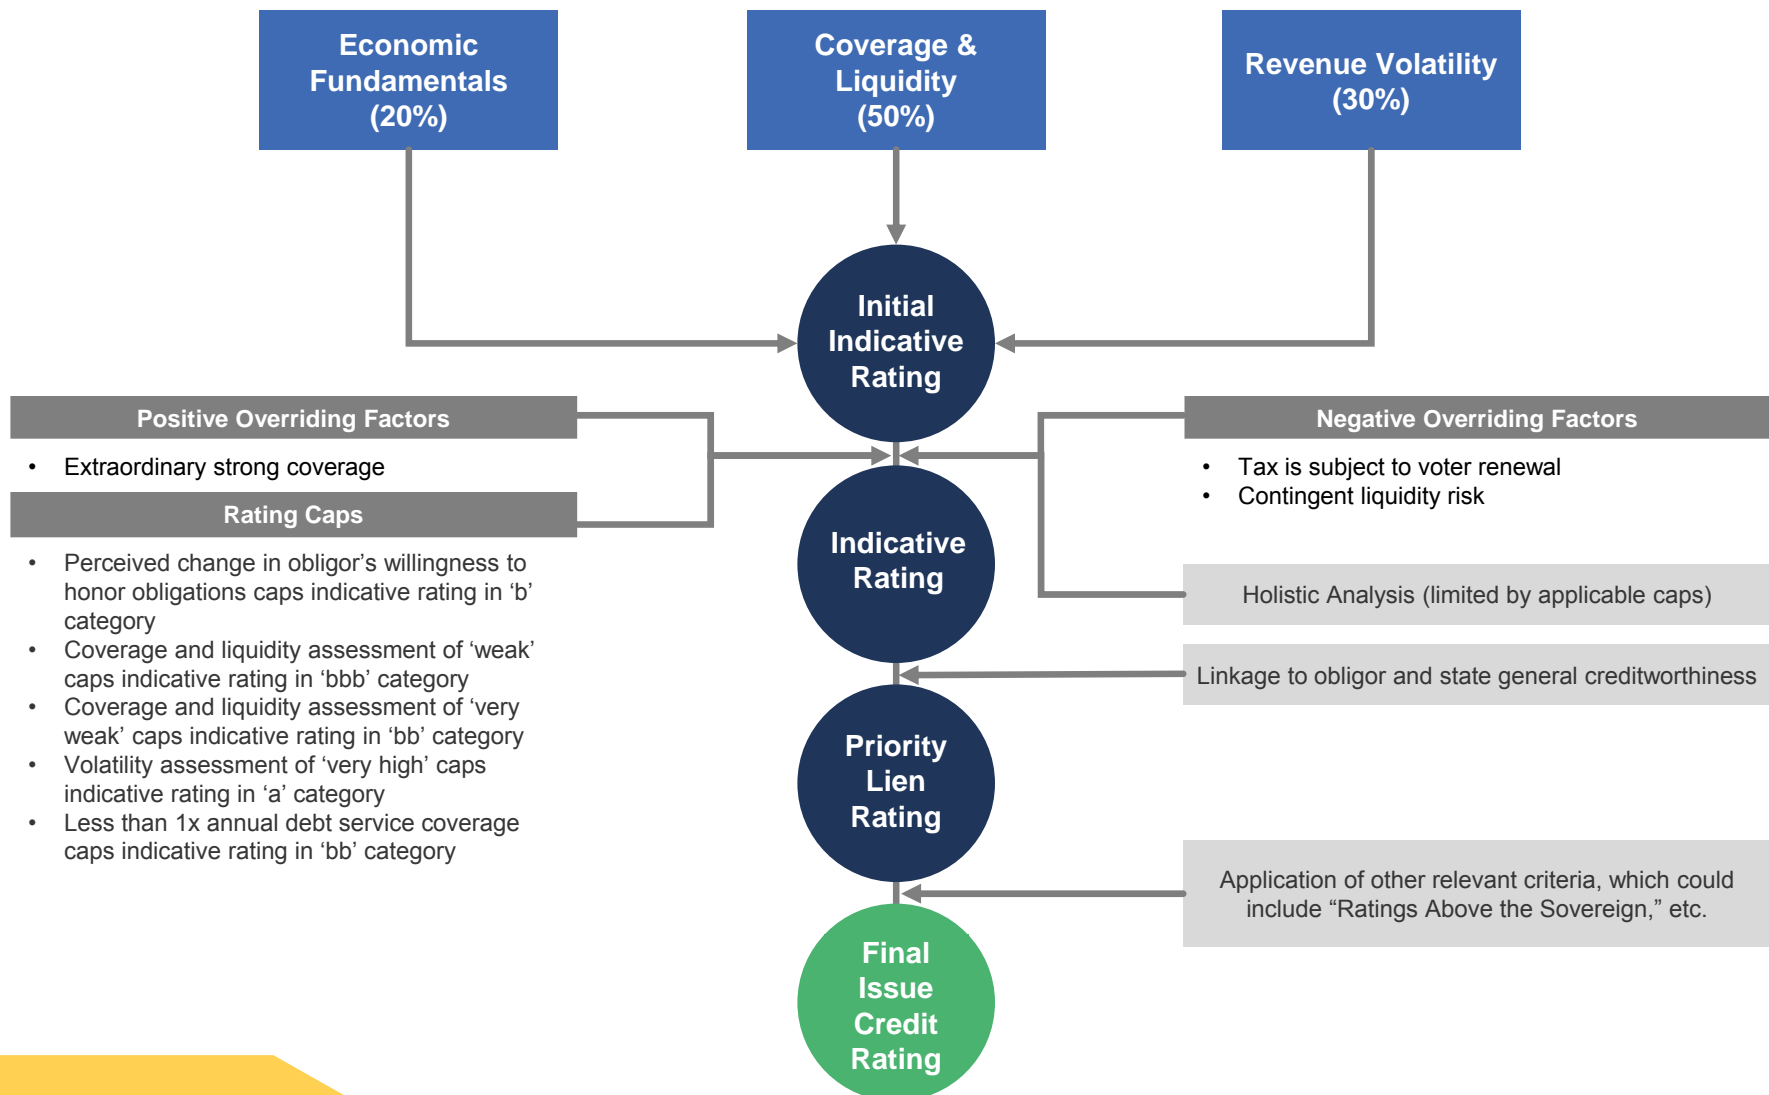 Economic
Fundamentals
(20%)
Coverage &
Liquidity
(50%)
Revenue Volatility
(30%)
Initial
Indicative
Rating
Positive Overriding Factors
• Extraordinary strong coverage
Rating Caps
• Perceived change in obligor’s willingness to
honor obligations caps indicative rating in ‘b’
category
• Coverage and liquidity assessment of ‘weak’
caps indicative rating in ‘bbb’ category
• Coverage and liquidity assessment of ‘very
weak’ caps indicative rating in ‘bb’ category
• Volatility assessment of ‘very high’ caps
indicative rating in ‘a’ category
• Less than 1x annual debt service coverage
caps indicative rating in ‘bb’ category
Negative Overriding Factors
• Tax is subject to voter renewal
• Contingent liquidity risk
Indicative
Rating
Holistic Analysis (limited by applicable caps)
Linkage to obligor and state general creditworthiness
Priority
Lien
Rating
Application of other relevant criteria, which could
include “Ratings Above the Sovereign,” etc.
Final
Issue
Credit
Rating